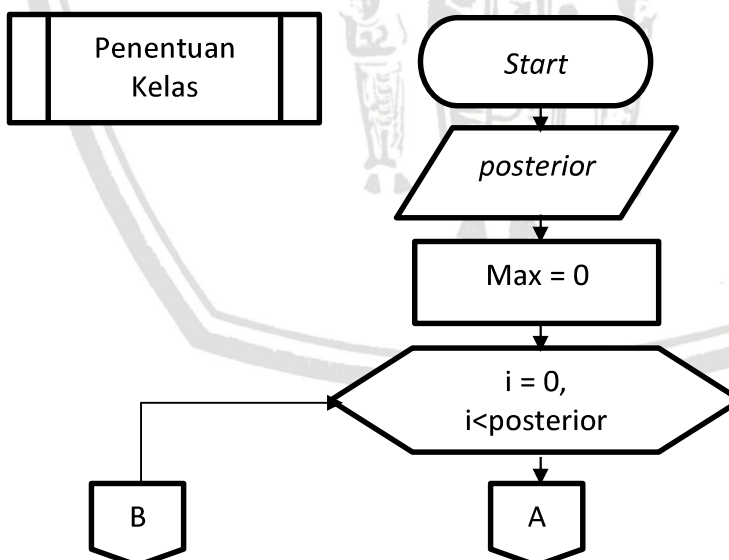 Penentuan
Kelas
Start
posterior
Max = 0
i = 0,
i<posterior
B
A